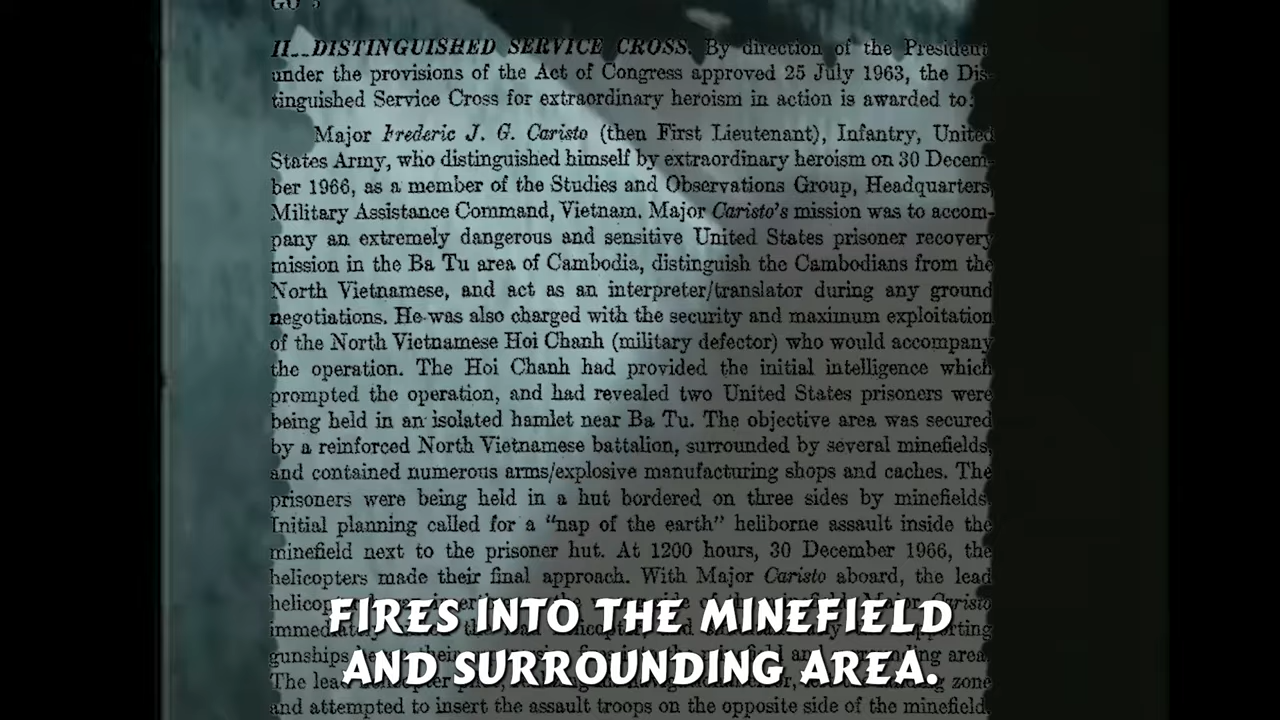 GO 5
II__DISTINGUISHED SERVICE CROSS. By direction of the President
under the provisions of the Act of Congress approved 25 July 1963, the Dis-
tinguished Service Cross for extraordinary heroism in action is awarded to:
Major Frederic J. G. Caristo (then First Lieutenant), Infantry, United
States Army, who distinguished himself by extraordinary heroism on 30 Decem-
ber 1966, as a member of the Studies and Observations Group, Headquarters,
Military Assistance Command, Vietnam. Major Caristo's mission was to accom-
pany an extremely dangerous and sensitive United States prisoner recovery
mission in the Ba Tu area of Cambodia, distinguish the Cambodians from the
North Vietnamese, and act as an interpreter/translator during any ground
negotiations. He was also charged with the security and maximum exploitation
of the North Vietnamese Hoi Chanh (military defector) who would accompany
the operation. The Hoi Chanh had provided the initial intelligence which
prompted the operation, and had revealed two United States prisoners were
being held in an isolated hamlet near Ba Tu. The objective area was secured
by a reinforced North Vietnamese battalion, surrounded by several minefields,
and contained numerous arms/explosive manufacturing shops and caches. The
prisoners were being held in a hut bordered on three sides by minefields.
Initial planning called for a "nap of the earth" heliborne assault inside the
minefield next to the prisoner hut. At 1200 hours, 30 December 1966, the
helicopters made their final approach. With Major Caristo aboard, the lead
Caristo
FIRES INTO THE MINEFIELD
gunships area.
AND SURROUNDING AREA.
The lead zone
and attempted to insert the assault troops on the opposite side of the minefield.